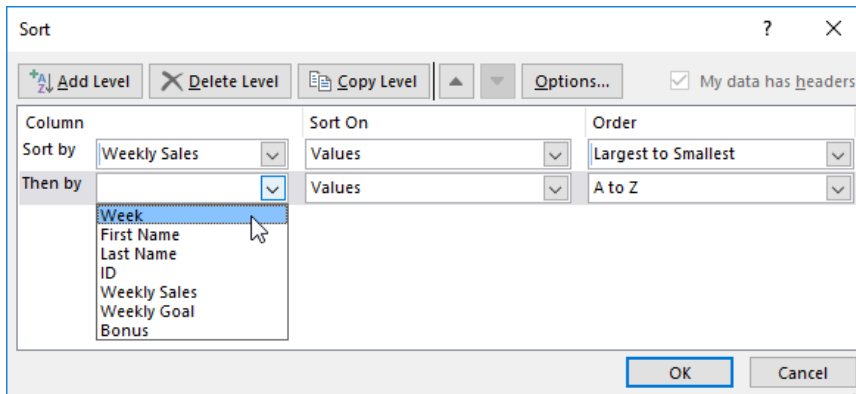 Sort ?
Add Level Delete Level Copy Level Options... My data has headers
Column Sort On Order
Sort by Weekly Sales Values Largest to Smallest
Then by Values A to Z
Week
First Name
Last Name
ID
Weekly Sales
Weekly Goal
Bonus
OK Cancel